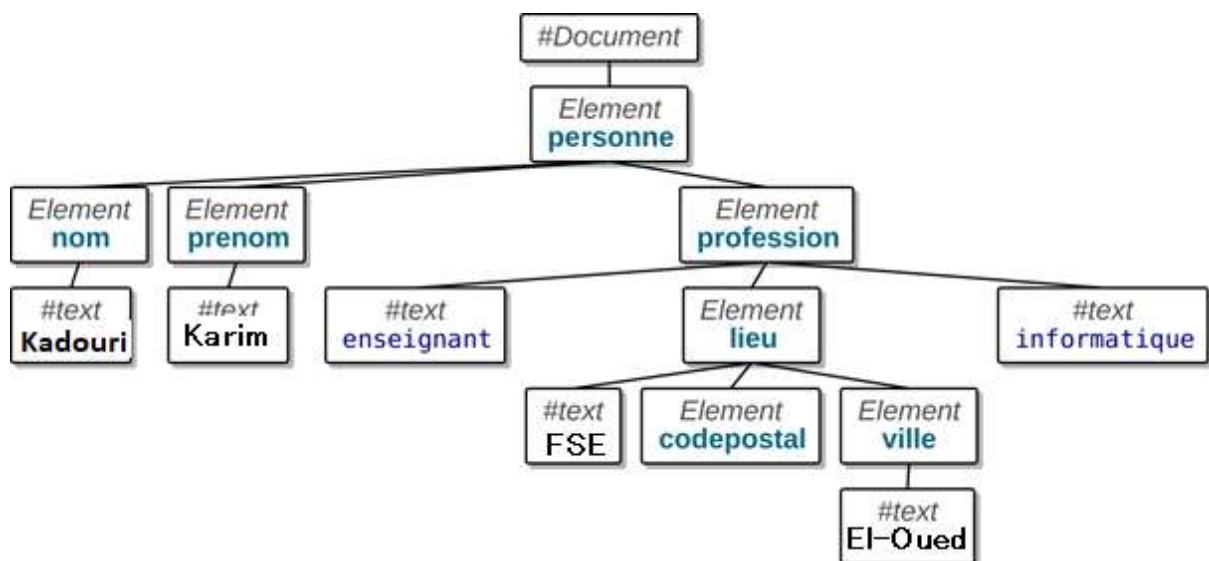 #Document
Element
personne
Element
nom
Element
prenom
Element
profession
#text
Kadouri
#text
Karim
#text
enseignant
Element
lieu
#text
informatique
#text
FSE
Element
codepostal
Element
ville
#text
El-Oued